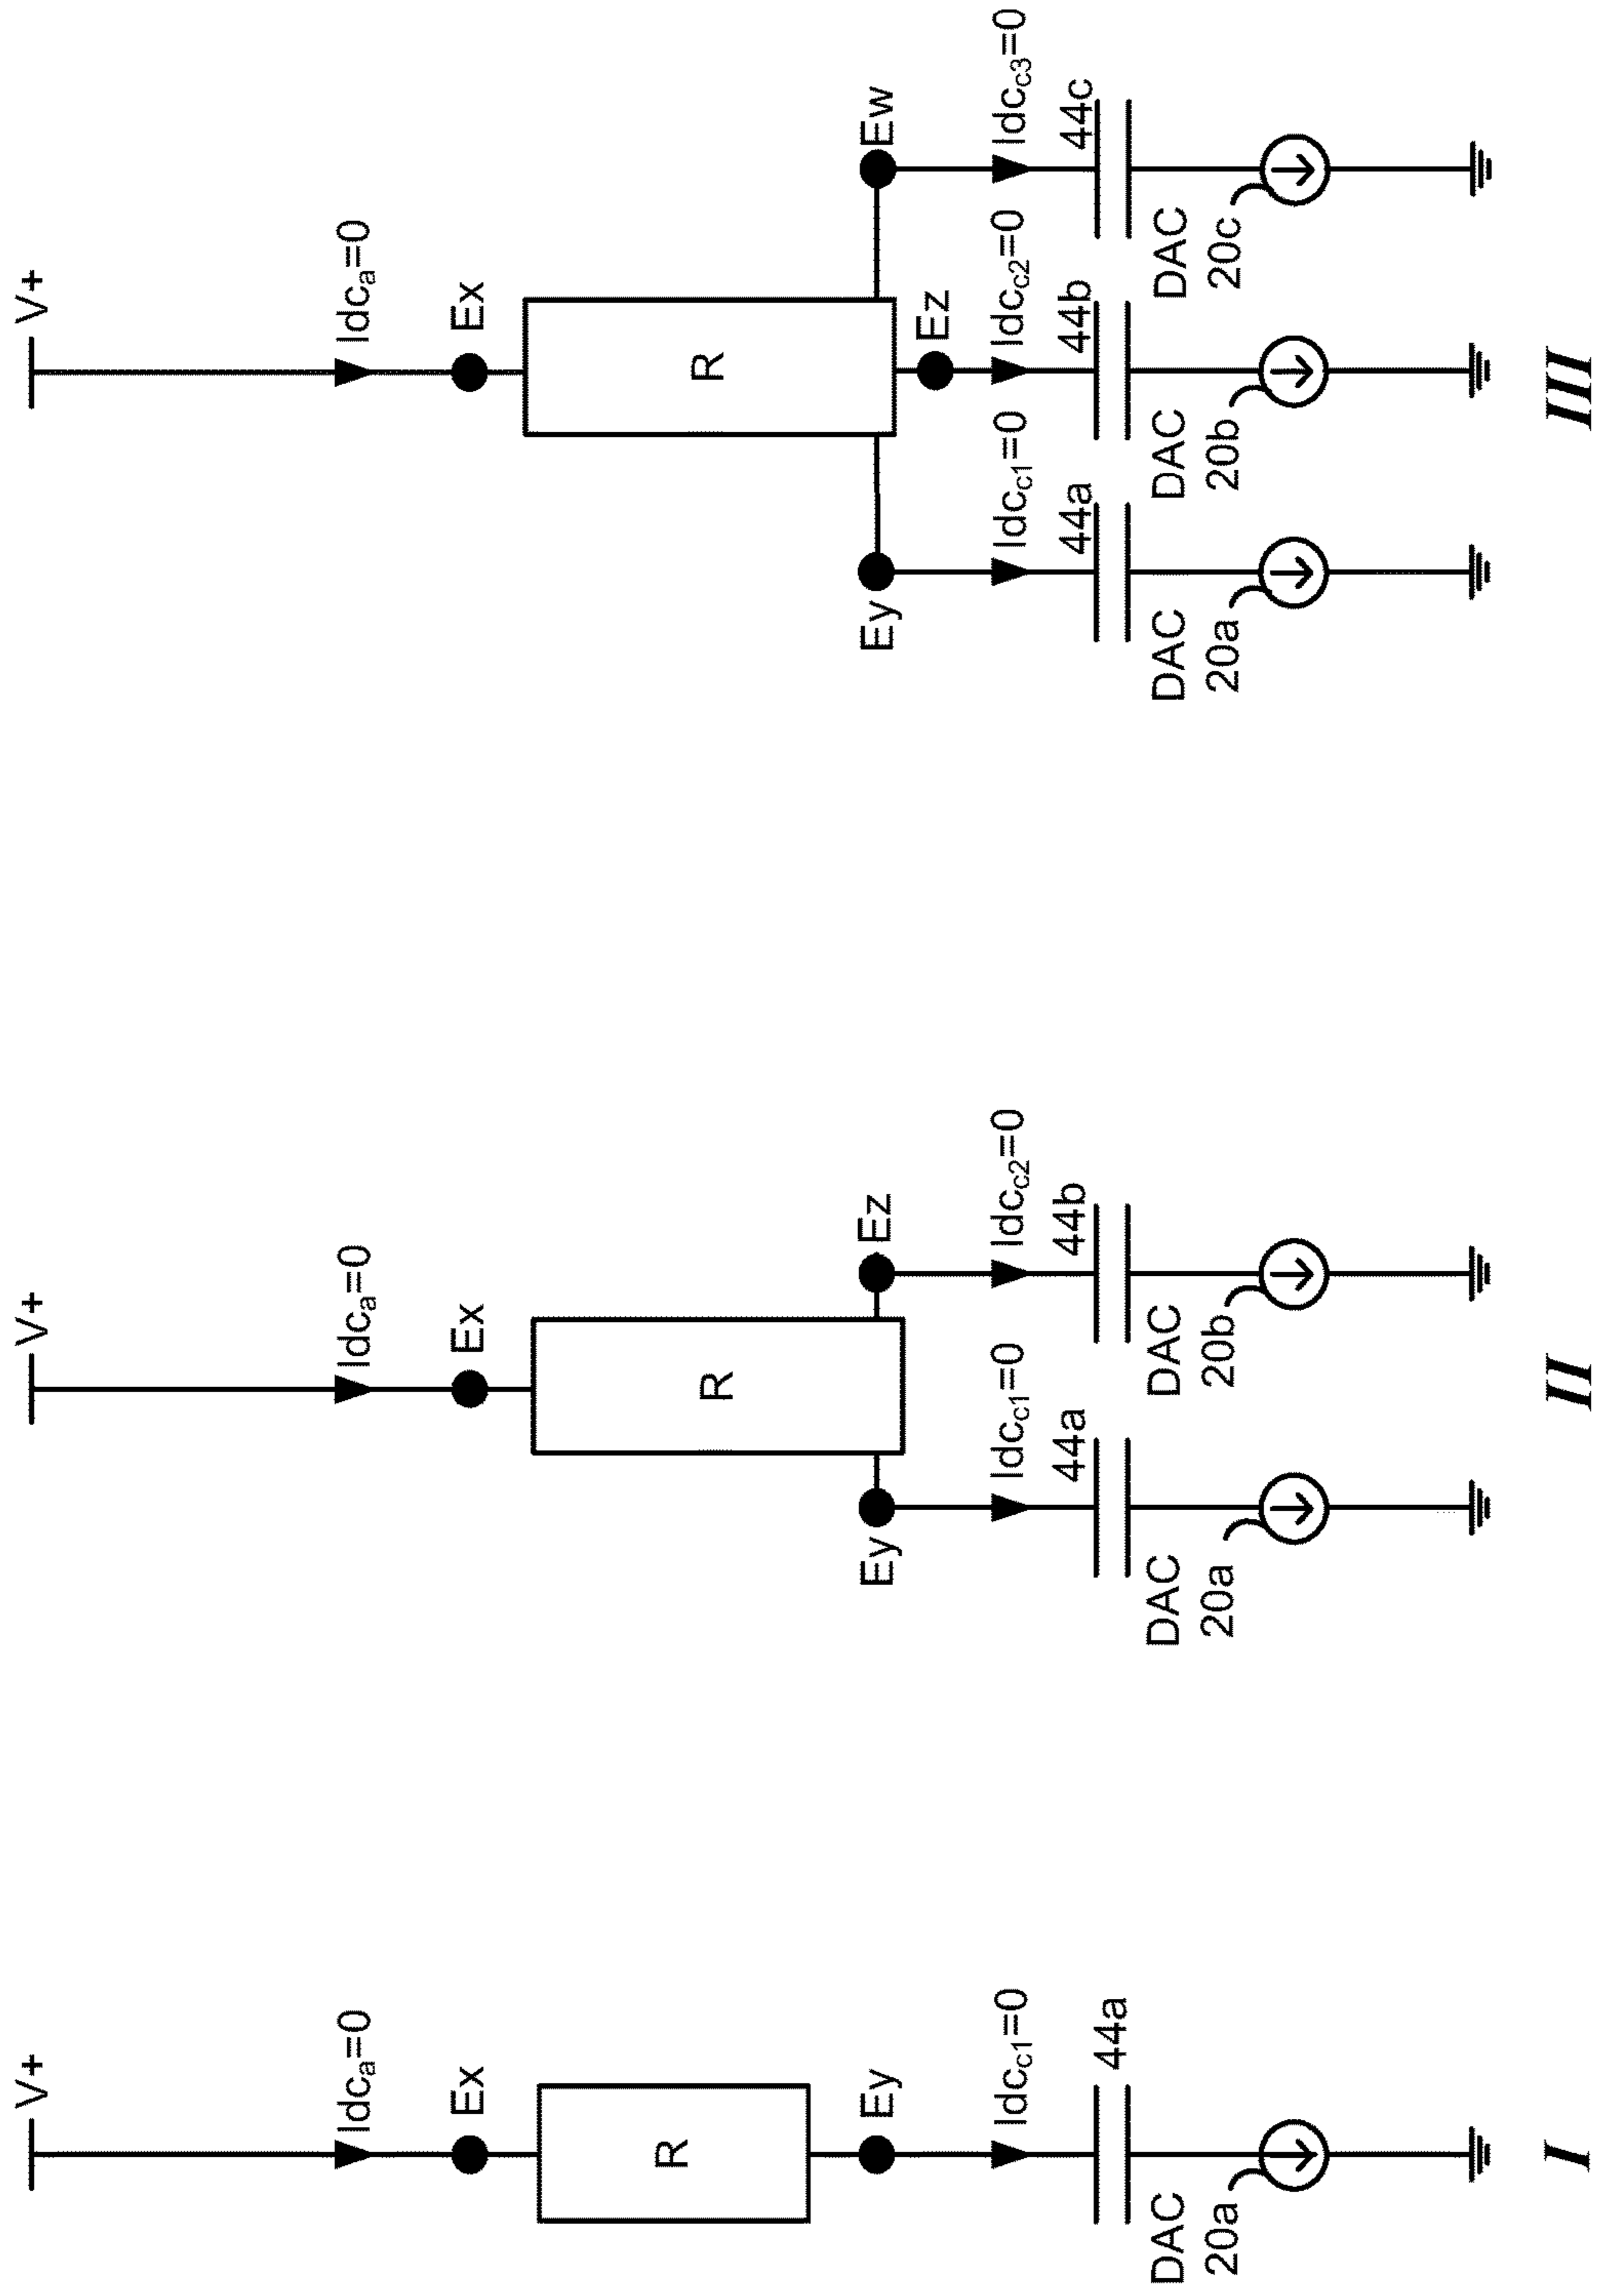 V+
Idca=0
Ex
R
Ey
Idcc1=0
44a
DAC
20a
I
V+
Idca=0
Ex
R
Ey
Ez
Idcc1=0
Idcc2=0
44a
44b
DAC
20a
DAC
20b
II
V+
Idca=0
Ex
R
Ey
Ez
Ew
Idcc1=0
Idcc2=0
Idcc3=0
44a
44b
44c
DAC
20a
DAC
20b
DAC
20c
III